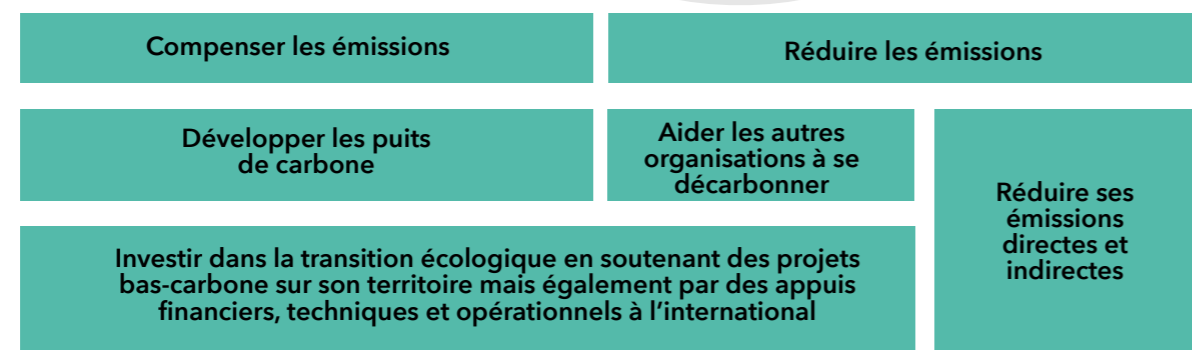 Compenser les émissions
Réduire les émissions
Développer les puits
de carbone
Aider les autres
organisations à se
décarbonner
Réduire ses
émissions
directes et
indirectes
Investir dans la transition écologique en soutenant des projets
bas-carbone sur son territoire mais également par des appuis
financiers, techniques et opérationnels à l’international